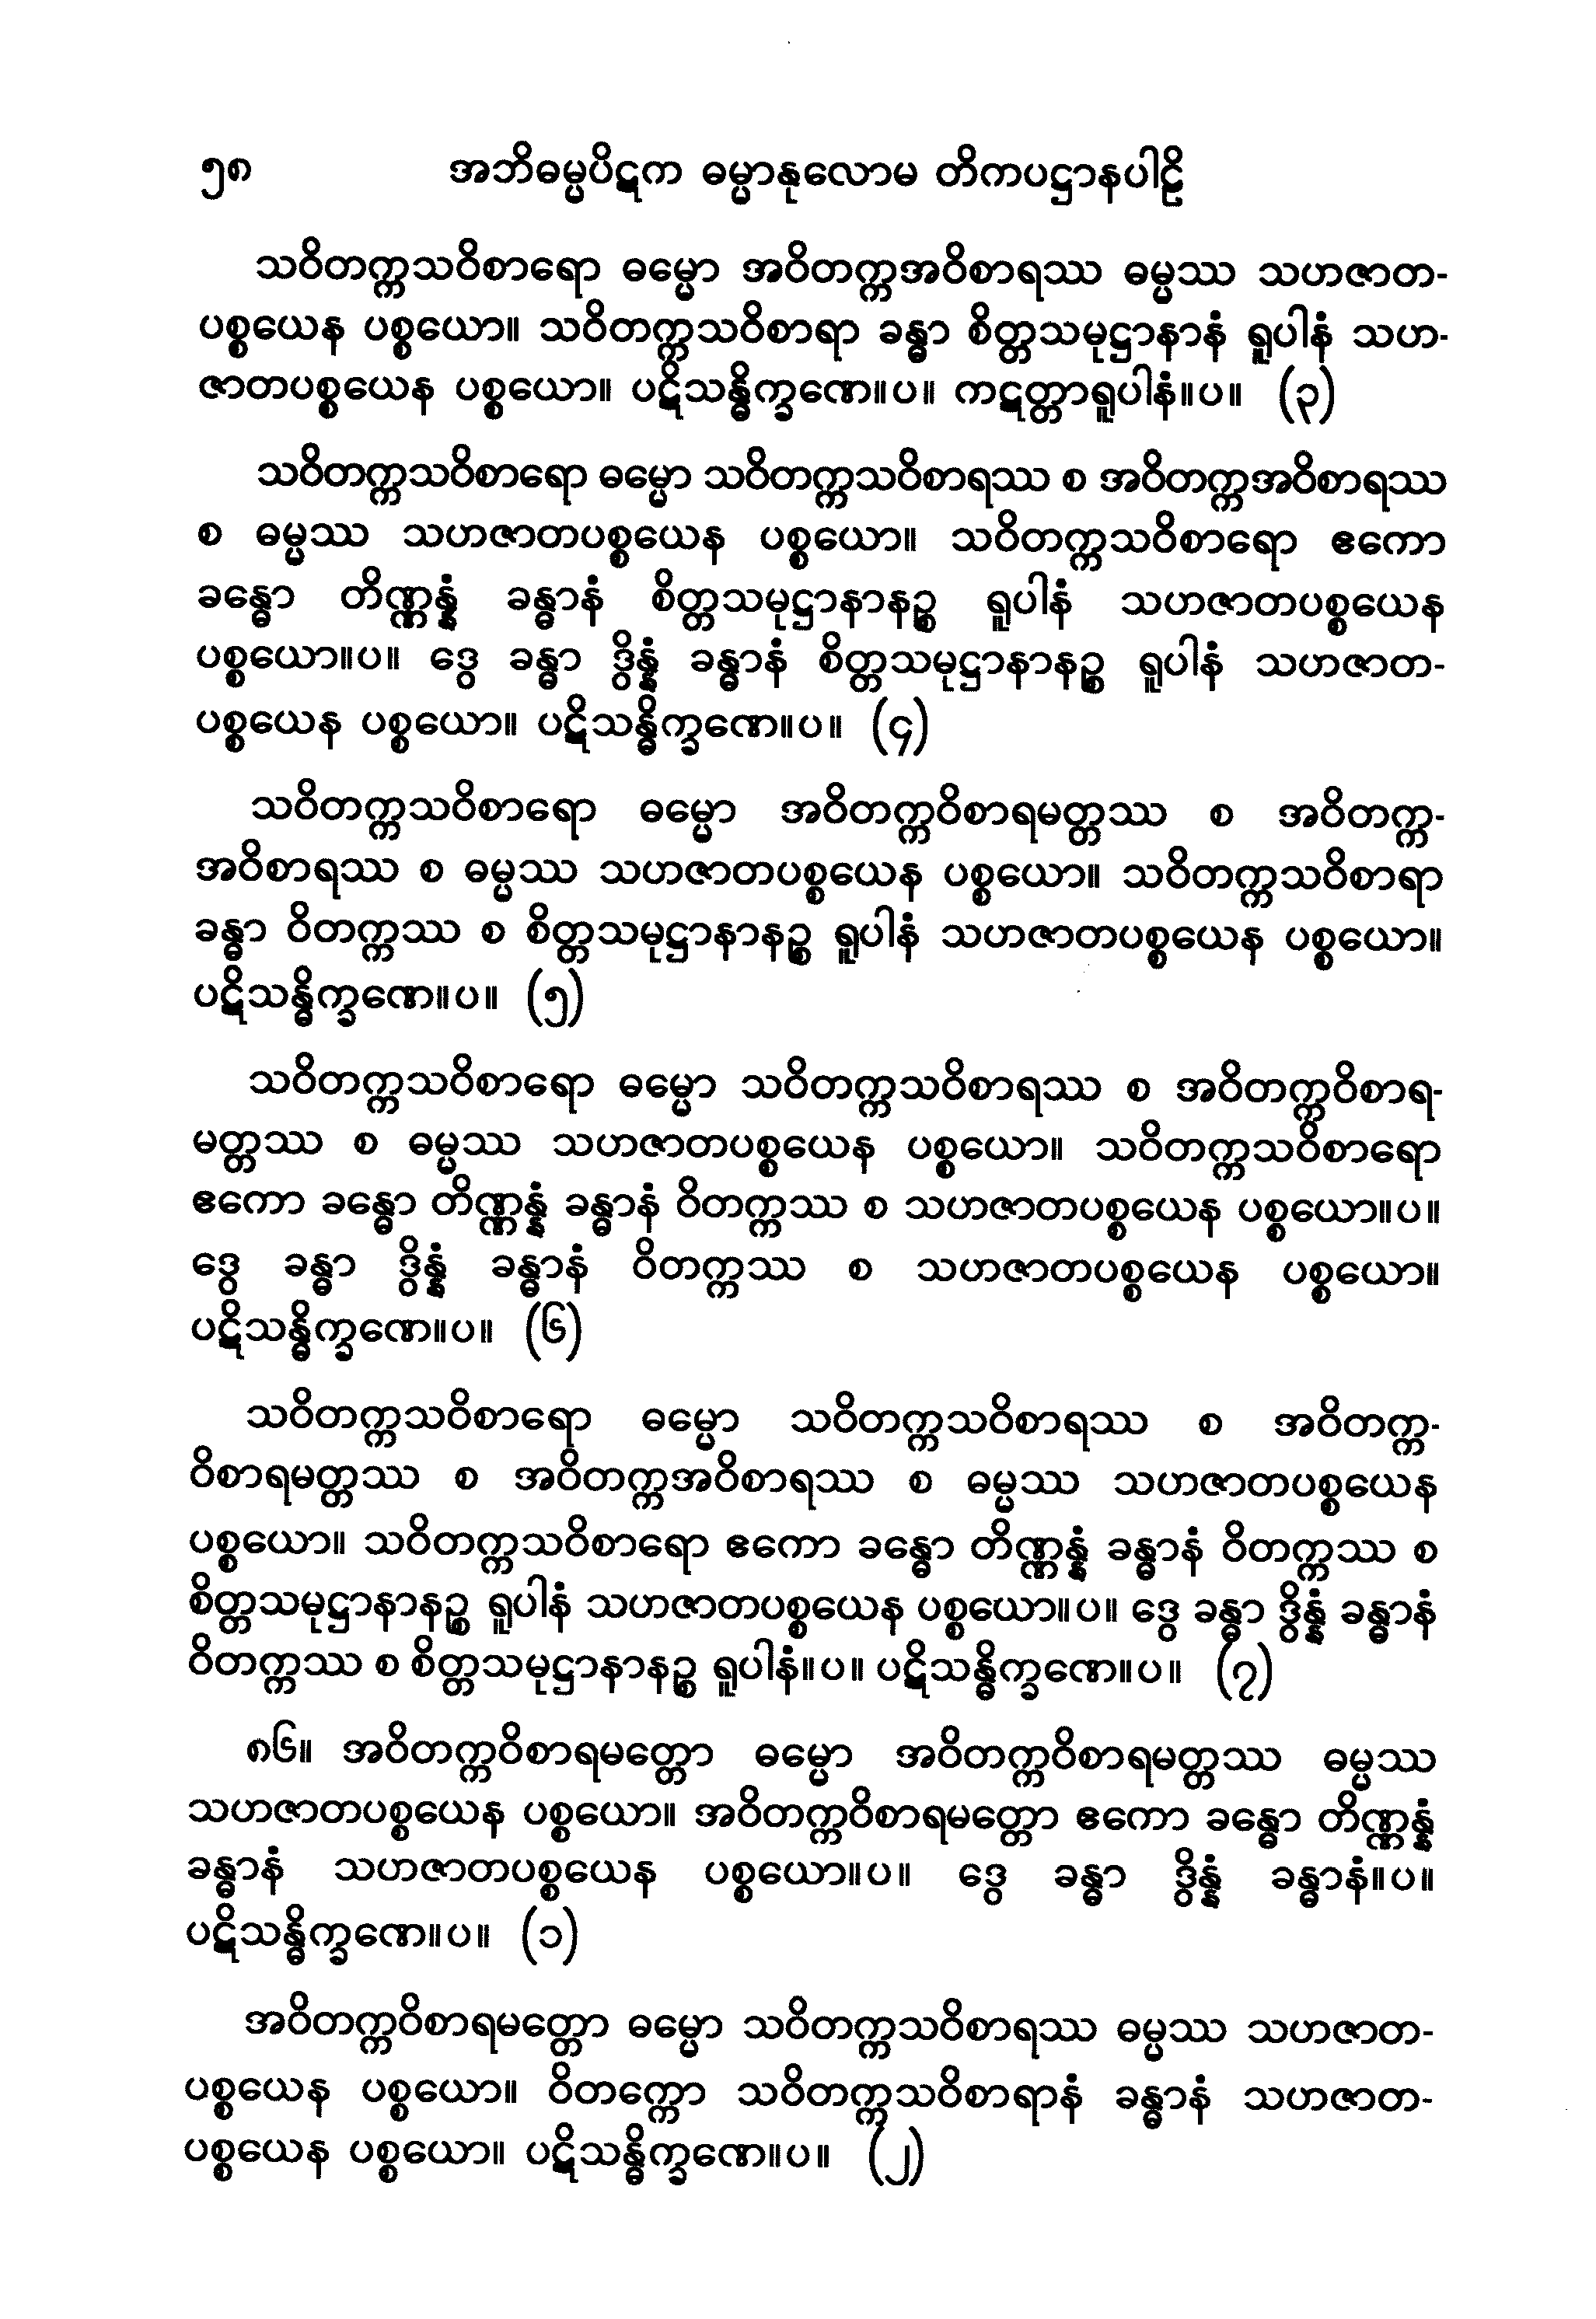 ၅၈ အဘိဓမ္မပိဋက ဓမ္မာနုလောမ တိကပဋ္ဌာနပါဠိ
သဝိတက္ကသဝိစာရော ဓမ္မော အဝိတက္ကအဝိစာရဿ ဓမ္မဿ သဟဇာတ-
ပစ္စယေန ပစ္စယော။ သဝိတက္ကသဝိစာရာ ခန္ဓာ စိတ္တသမုဋ္ဌာနာနံ ရူပါနံ သဟ-
ဇာတပစ္စယေန ပစ္စယော။ ပဋိသန္ဓိက္ခဏေ။ပ။ ကဋတ္တာရူပါနံ။ပ။ (၃)
သဝိတက္ကသဝိစာရော ဓမ္မော သဝိတက္ကသဝိစာရဿ စ အဝိတက္ကအဝိစာရဿ
စ ဓမ္မဿ သဟဇာတပစ္စယေန ပစ္စယော။ သဝိတက္ကသဝိစာရော ဧကော
ခန္ဓော တိဏ္ဏန္နံ ခန္ဓာနံ စိတ္တသမုဋ္ဌာနာနဉ္စ ရူပါနံ သဟဇာတပစ္စယေန
ပစ္စယော။ပ။ ဒွေ ခန္ဓာ ဒွိန္နံ ခန္ဓာနံ စိတ္တသမုဋ္ဌာနာနဉ္စ ရူပါနံ သဟဇာတ-
ပစ္စယေန ပစ္စယော။ ပဋိသန္ဓိက္ခဏေ။ပ။ (၄)
သဝိတက္ကသဝိစာရော ဓမ္မော အဝိတက္ကဝိစာရမတ္တဿ စ အဝိတက္က-
အဝိစာရဿ စ ဓမ္မဿ သဟဇာတပစ္စယေန ပစ္စယော။ သဝိတက္ကသဝိစာရာ
ခန္ဓာ ဝိတက္ကဿ စ စိတ္တသမုဋ္ဌာနာနဉ္စ ရူပါနံ သဟဇာတပစ္စယေန ပစ္စယော။
ပဋိသန္ဓိက္ခဏေ။ပ။ (၅)
သဝိတက္ကသဝိစာရော ဓမ္မော သဝိတက္ကသဝိစာရဿ စ အဝိတက္ကဝိစာရ-
မတ္တဿ စ ဓမ္မဿ သဟဇာတပစ္စယေန ပစ္စယော။ သဝိတက္ကသဝိစာရော
ဧကော ခန္ဓော တိဏ္ဏန္နံ ခန္ဓာနံ ဝိတက္ကဿ စ သဟဇာတပစ္စယေန ပစ္စယော။ပ။
ဒွေ ခန္ဓာ ဒွိန္နံ ခန္ဓာနံ ဝိတက္ကဿ စ သဟဇာတပစ္စယေန ပစ္စယော။
ပဋိသန္ဓိက္ခဏေ။ပ။ (၆)
သဝိတက္ကသဝိစာရော ဓမ္မော သဝိတက္ကသဝိစာရဿ စ အဝိတက္က-
ဝိစာရမတ္တဿ စ အဝိတက္ကအဝိစာရဿ စ ဓမ္မဿ သဟဇာတပစ္စယေန
ပစ္စယော။ သဝိတက္ကသဝိစာရော ဧကော ခန္ဓော တိဏ္ဏန္နံ ခန္ဓာနံ ဝိတက္ကဿ စ
စိတ္တသမုဋ္ဌာနာနဉ္စ ရူပါနံ သဟဇာတပစ္စယေန ပစ္စယော။ပ။ ဒွေ ခန္ဓာ ဒွိန္နံ ခန္ဓာနံ
ဝိတက္ကဿ စ စိတ္တသမုဋ္ဌာနာနဉ္စ ရူပါနံ။ပ။ ပဋိသန္ဓိက္ခဏေ။ပ။ (၇)
၈၆။ အဝိတက္ကဝိစာရမတ္တော ဓမ္မော အဝိတက္ကဝိစာရမတ္တဿ ဓမ္မဿ
သဟဇာတပစ္စယေန ပစ္စယော။ အဝိတက္ကဝိစာရမတ္တော ဧကော ခန္ဓော တိဏ္ဏန္နံ
ခန္ဓာနံ သဟဇာတပစ္စယေန ပစ္စယော။ပ။ ဒွေ ခန္ဓာ ဒွိန္နံ ခန္ဓာနံ။ပ။
ပဋိသန္ဓိက္ခဏေ။ပ။ (၁)
အဝိတက္ကဝိစာရမတ္တော ဓမ္မော သဝိတက္ကသဝိစာရဿ ဓမ္မဿ သဟဇာတ-
ပစ္စယေန ပစ္စယော။ ဝိတက္ကော သဝိတက္ကသဝိစာရာနံ ခန္ဓာနံ သဟဇာတ-
ပစ္စယေန ပစ္စယော။ ပဋိသန္ဓိက္ခဏေ။ပ။ (၂)